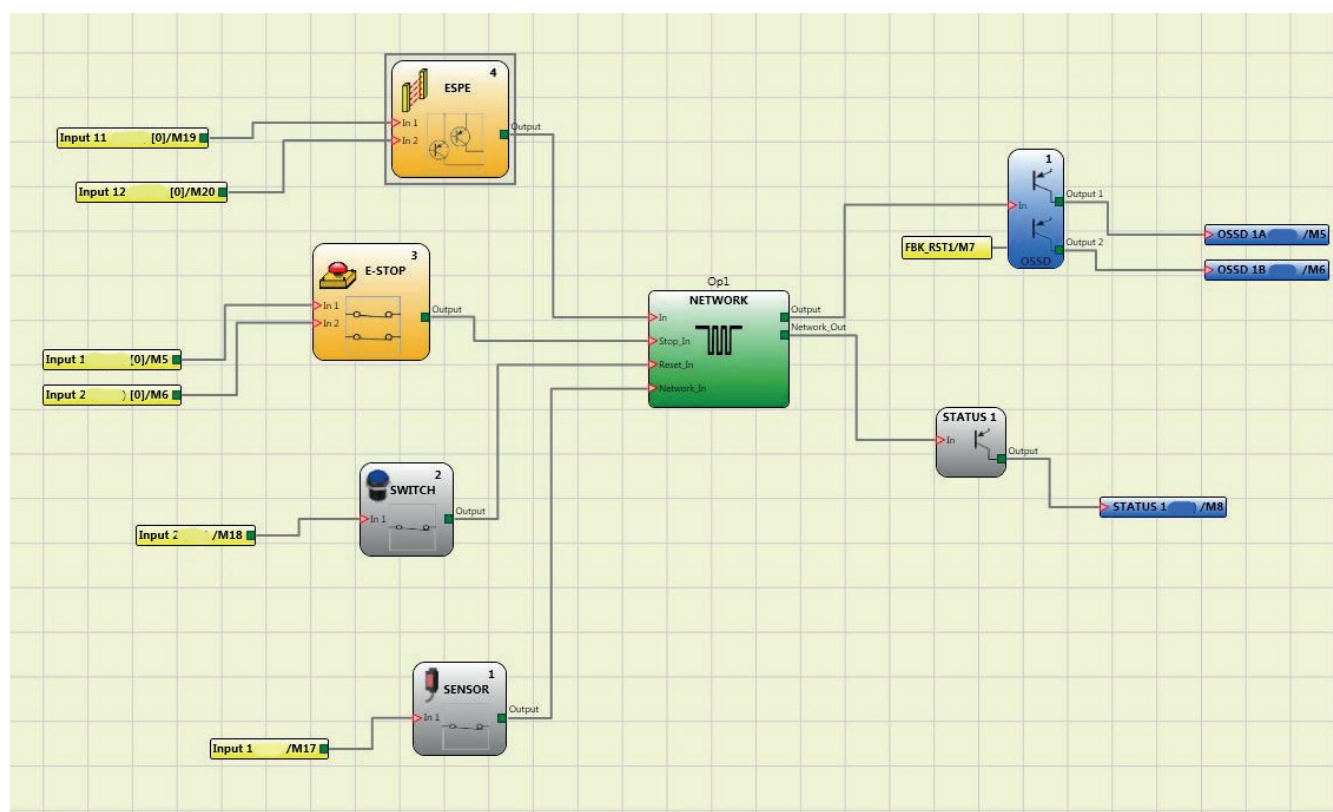 4
ESPE
In 1
In 2
Output
Input 11 [0]/M19
Input 12 [0]/M20
3
E-STOP
In 1
In 2
Output
Input 1 [0]/M5
Input 2 ) [0]/M6
2
SWITCH
In 1
Output
Input 2 /M18
1
SENSOR
In 1
Output
Input 1 /M17
Op1
NETWORK
In
Stop_In
Reset_In
Network_In
Output
Network_Out
1
In
Output 1
Output 2
OSSD
FBK_RST1/M7
OSSD 1A /M5
OSSD 1B /M6
STATUS 1
In
Output
STATUS 1 /M8